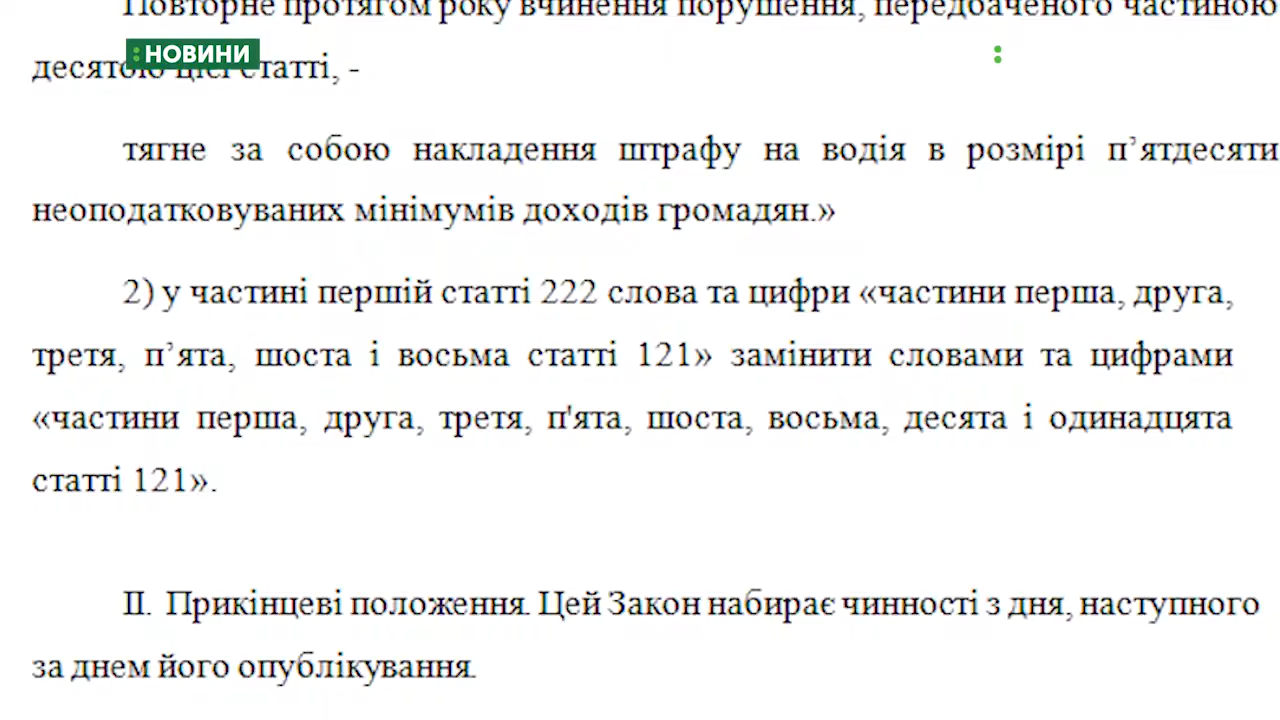 Повторне протягом року вчинення порушення, передбаченого частиною
:НОВИНИ
десятою цієї статті, -
тягне за собою накладення штрафу на водія в розмірі п’ятдесяти
неоподатковуваних мінімумів доходів громадян.»
2) у частині першій статті 222 слова та цифри «частини перша, друга,
третя, п’ята, шоста і восьма статті 121» замінити словами та цифрами
«частини перша, друга, третя, п'ята, шоста, восьма, десята і одинадцята
статті 121».
II. Прикінцеві положення. Цей Закон набирає чинності з дня, наступного
за днем його опублікування.